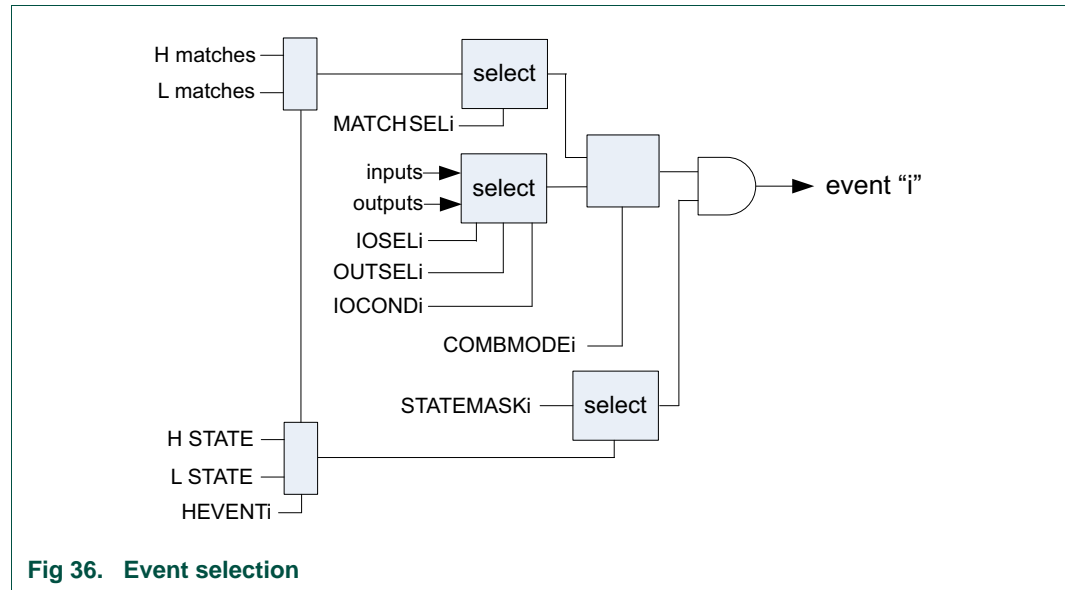 H matches
L matches
select
MATCHSELi
inputs
outputs
select
IOSELi
OUTSELi
IOCONDi
event “i”
COMBMODEi
STATEMASKi
select
H STATE
L STATE
HEVENTi
Fig 36. Event selection